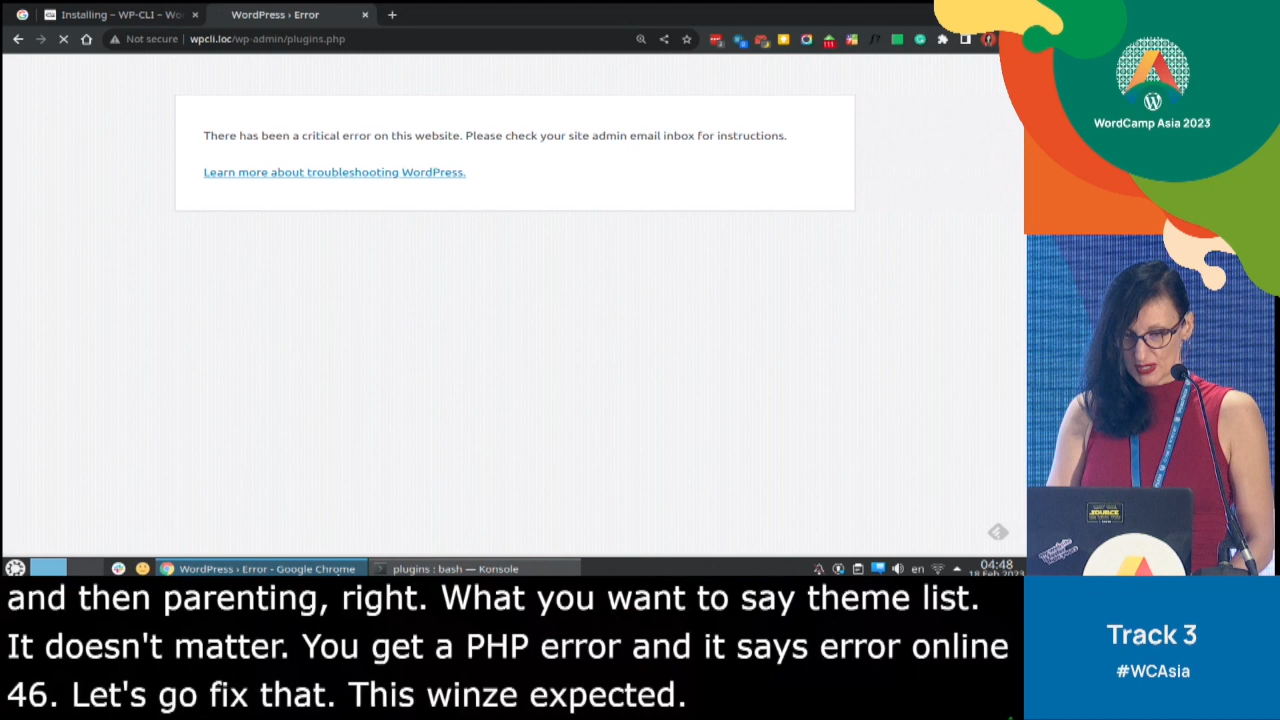 Installing – WP-CLI – Wo
WordPress › Error
Not secure
wpcli.loc/wp-admin/plugins.php
There has been a critical error on this website. Please check your site admin email inbox for instructions.
Learn more about troubleshooting WordPress.
WordPress › Error - Google Chrome
plugins : bash — Konsole
en
04:48
18 Feb 2023
WordCamp Asia 2023
SOURCE
and then parenting, right. What you want to say theme list.
It doesn't matter. You get a PHP error and it says error online
46. Let's go fix that. This winze expected.
Track 3
#WCAsia